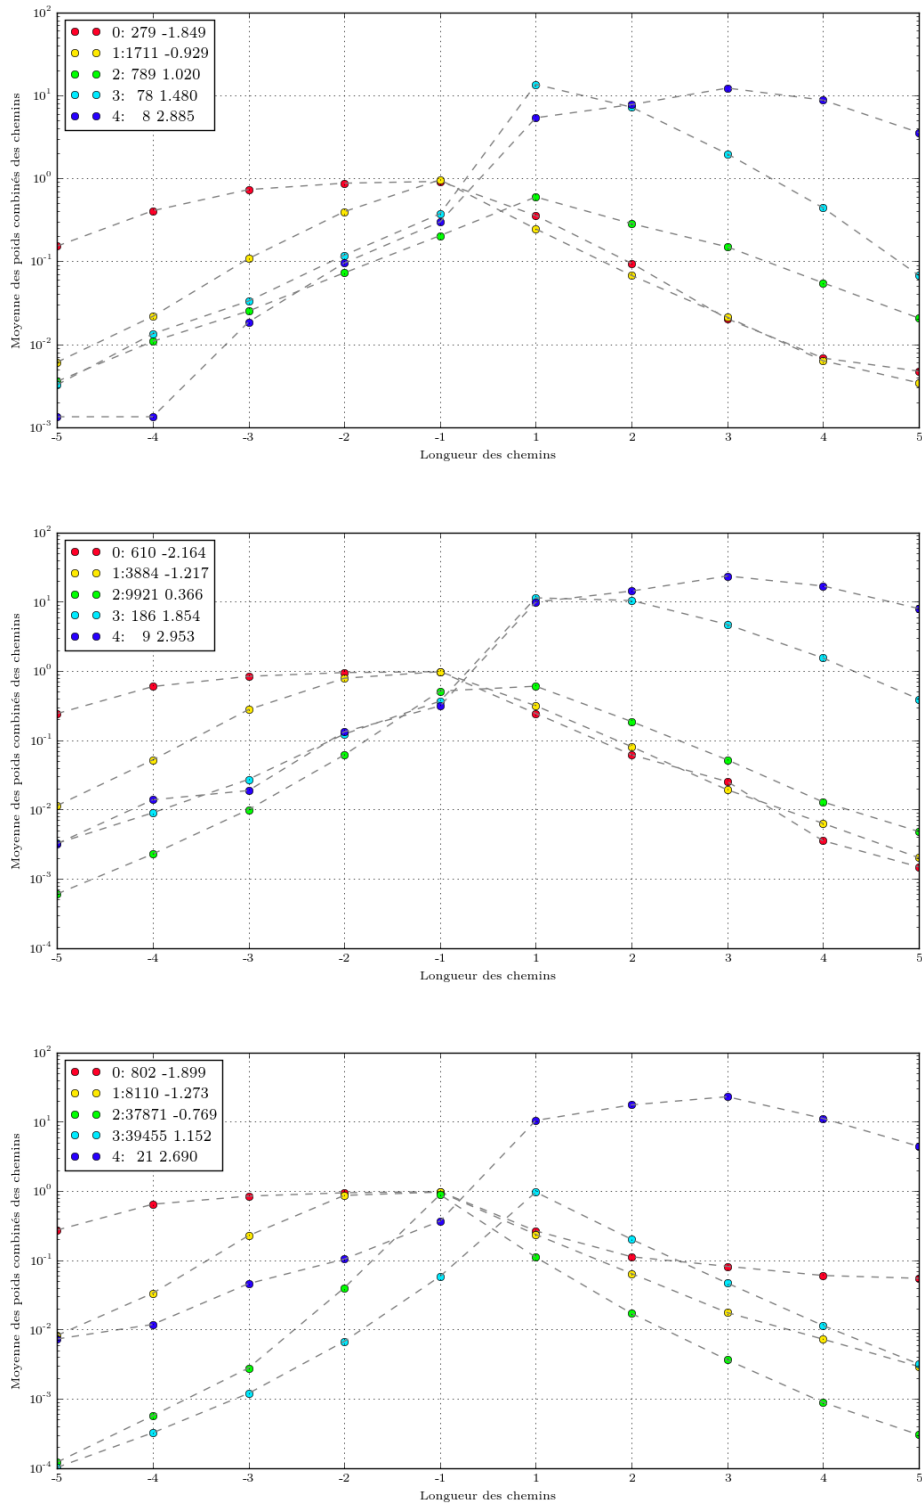 10²
0: 279 -1.849
1:1711 -0.929
2: 789 1.020
3: 78 1.480
4: 8 2.885
10¹
10⁰
10⁻¹
10⁻²
10⁻³
Moyenne des poids combinés des chemins
-5 -4 -3 -2 -1 1 2 3 4 5
Longueur des chemins
10²
0: 610 -2.164
1:3884 -1.217
2:9921 0.366
3: 186 1.854
4: 9 2.953
10¹
10⁰
10⁻¹
10⁻²
10⁻³
10⁻⁴
Moyenne des poids combinés des chemins
-5 -4 -3 -2 -1 1 2 3 4 5
Longueur des chemins
10²
0: 802 -1.899
1:8110 -1.273
2:37871 -0.769
3:39455 1.152
4: 21 2.690
10¹
10⁰
10⁻¹
10⁻²
10⁻³
10⁻⁴
Moyenne des poids combinés des chemins
-5 -4 -3 -2 -1 1 2 3 4 5
Longueur des chemins